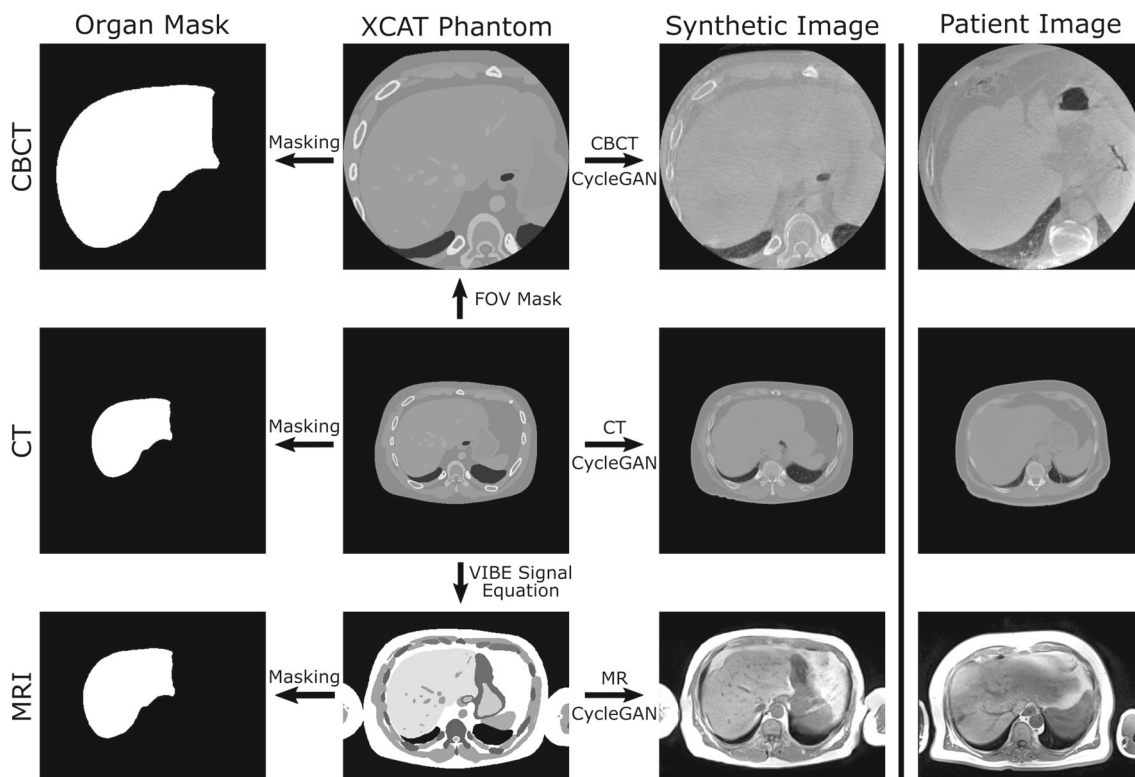 Organ Mask
XCAT Phantom
Synthetic Image
Patient Image
CBCT
Masking
CBCT
CycleGAN
FOV Mask
CT
Masking
CT
CycleGAN
VIBE Signal
Equation
MRI
Masking
MR
CycleGAN